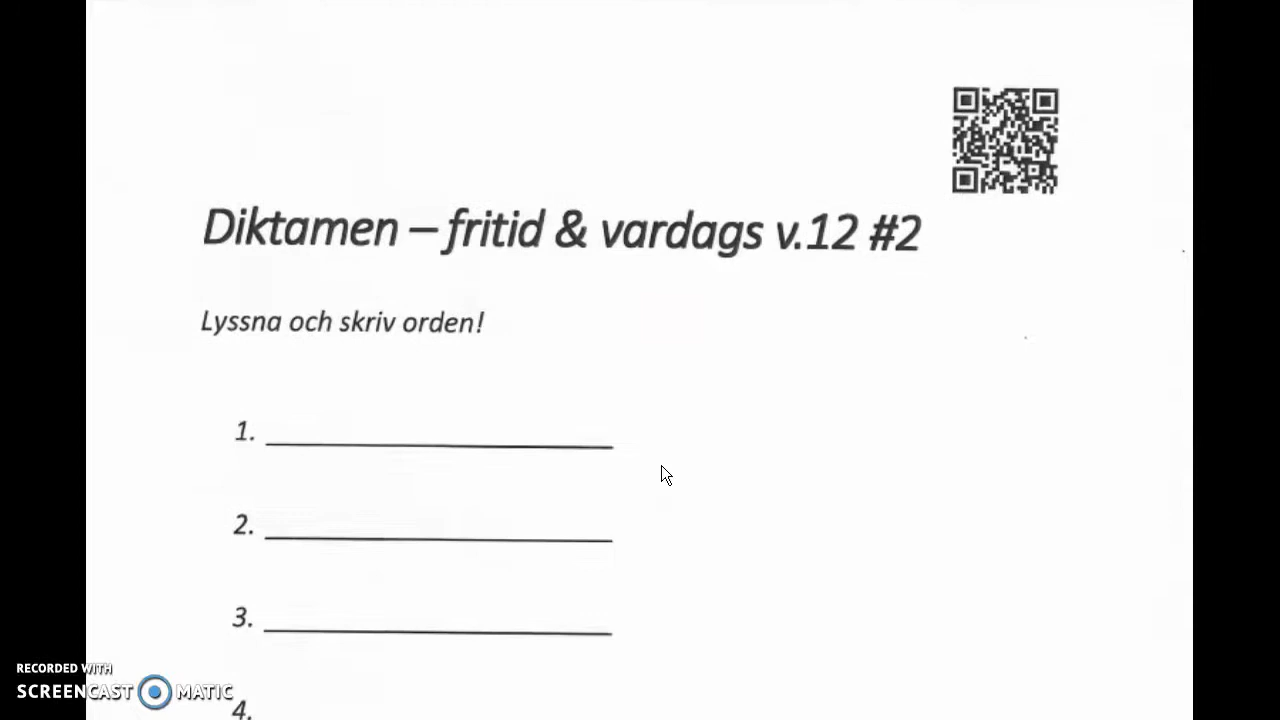 Diktamen – fritid & vardags v.12 #2
Lyssna och skriv orden!
1.
2.
3.
4.
RECORDED WITH
SCREENCAST MATIC